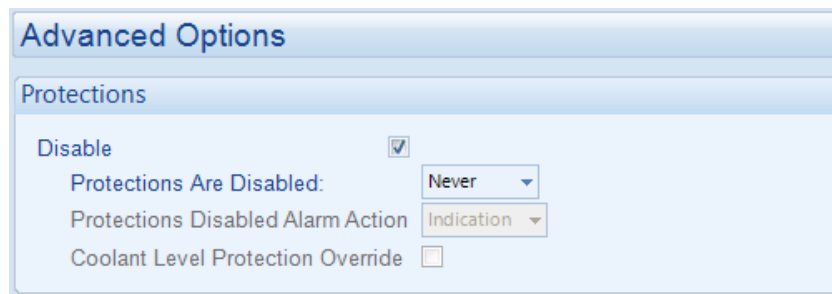 Advanced Options
Protections
Disable
Protections Are Disabled: Never
Protections Disabled Alarm Action Indication
Coolant Level Protection Override